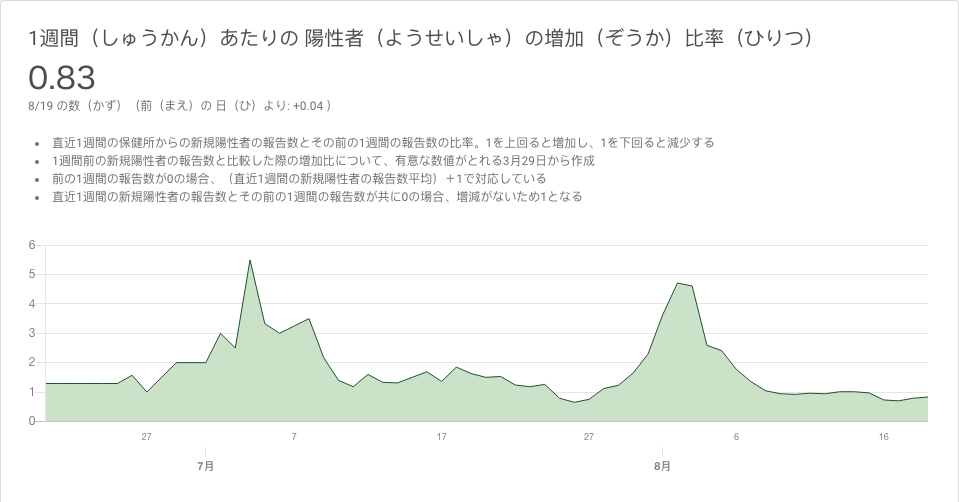 1週間（しゅうかん）あたりの 陽性者（ようせいしゃ）の増加（ぞうか）比率（ひりつ）
0.83
8/19 の数（かず）（前（まえ）の 日（ひ）より: +0.04 ）
• 直近1週間の保健所からの新規陽性者の報告数とその前の1週間の報告数の比率。1を上回ると増加し、1を下回ると減少する
• 1週間前の新規陽性者の報告数と比較した際の増加比について、有意な数値がとれる3月29日から作成
• 前の1週間の報告数が0の場合、（直近1週間の新規陽性者の報告数平均）＋1で対応している
• 直近1週間の新規陽性者の報告数とその前の1週間の報告数が共に0の場合、増減がないため1となる
6
5
4
3
2
1
0
27 7 17 27 6 16
7月 8月